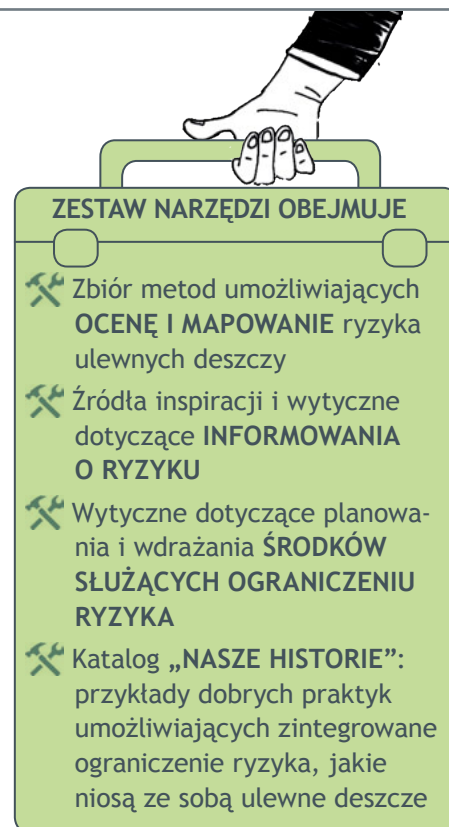 ZESTAW NARZĘDZI OBEJMUJE
Zbiór metod umożliwiających
OCENĘ I MAPOWANIE ryzyka
ulewnych deszczy
Źródła inspiracji i wytyczne
dotyczące INFORMOWANIA
O RYZYKU
Wytyczne dotyczące planowa-
nia i wdrażania ŚRODKÓW
SŁUŻĄCYCH OGRANICZENIU
RYZYKA
Katalog „NASZE HISTORIE”:
przykłady dobrych praktyk
umożliwiających zintegrowane
ograniczenie ryzyka, jakie
niosą ze sobą ulewne deszcze